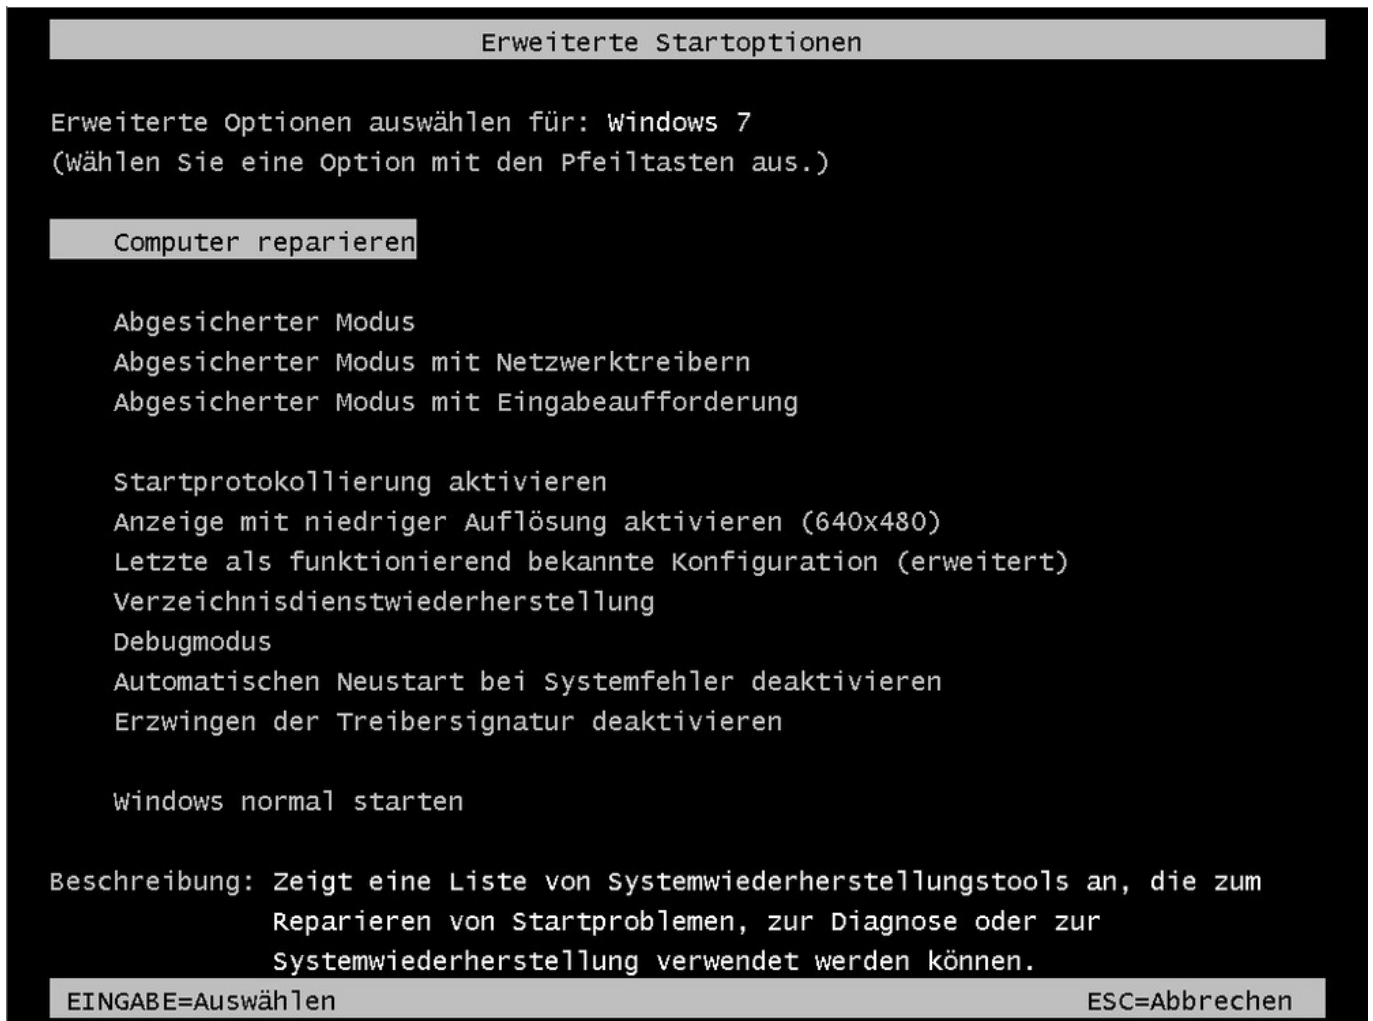 Erweiterte Startoptionen
Erweiterte Optionen auswählen für: Windows 7
(Wählen Sie eine Option mit den Pfeiltasten aus.)
Computer reparieren
Abgesicherter Modus
Abgesicherter Modus mit Netzwerktreibern
Abgesicherter Modus mit Eingabeaufforderung
Startprotokollierung aktivieren
Anzeige mit niedriger Auflösung aktivieren (640x480)
Letzte als funktionierend bekannte Konfiguration (erweitert)
Verzeichnisdienstwiederherstellung
Debugmodus
Automatischen Neustart bei Systemfehler deaktivieren
Erzwingen der Treibersignatur deaktivieren
Windows normal starten
Beschreibung: Zeigt eine Liste von Systemwiederherstellungstools an, die zum
Reparieren von Startproblemen, zur Diagnose oder zur
Systemwiederherstellung verwendet werden können.
EINGABE=Auswählen ESC=Abbrechen